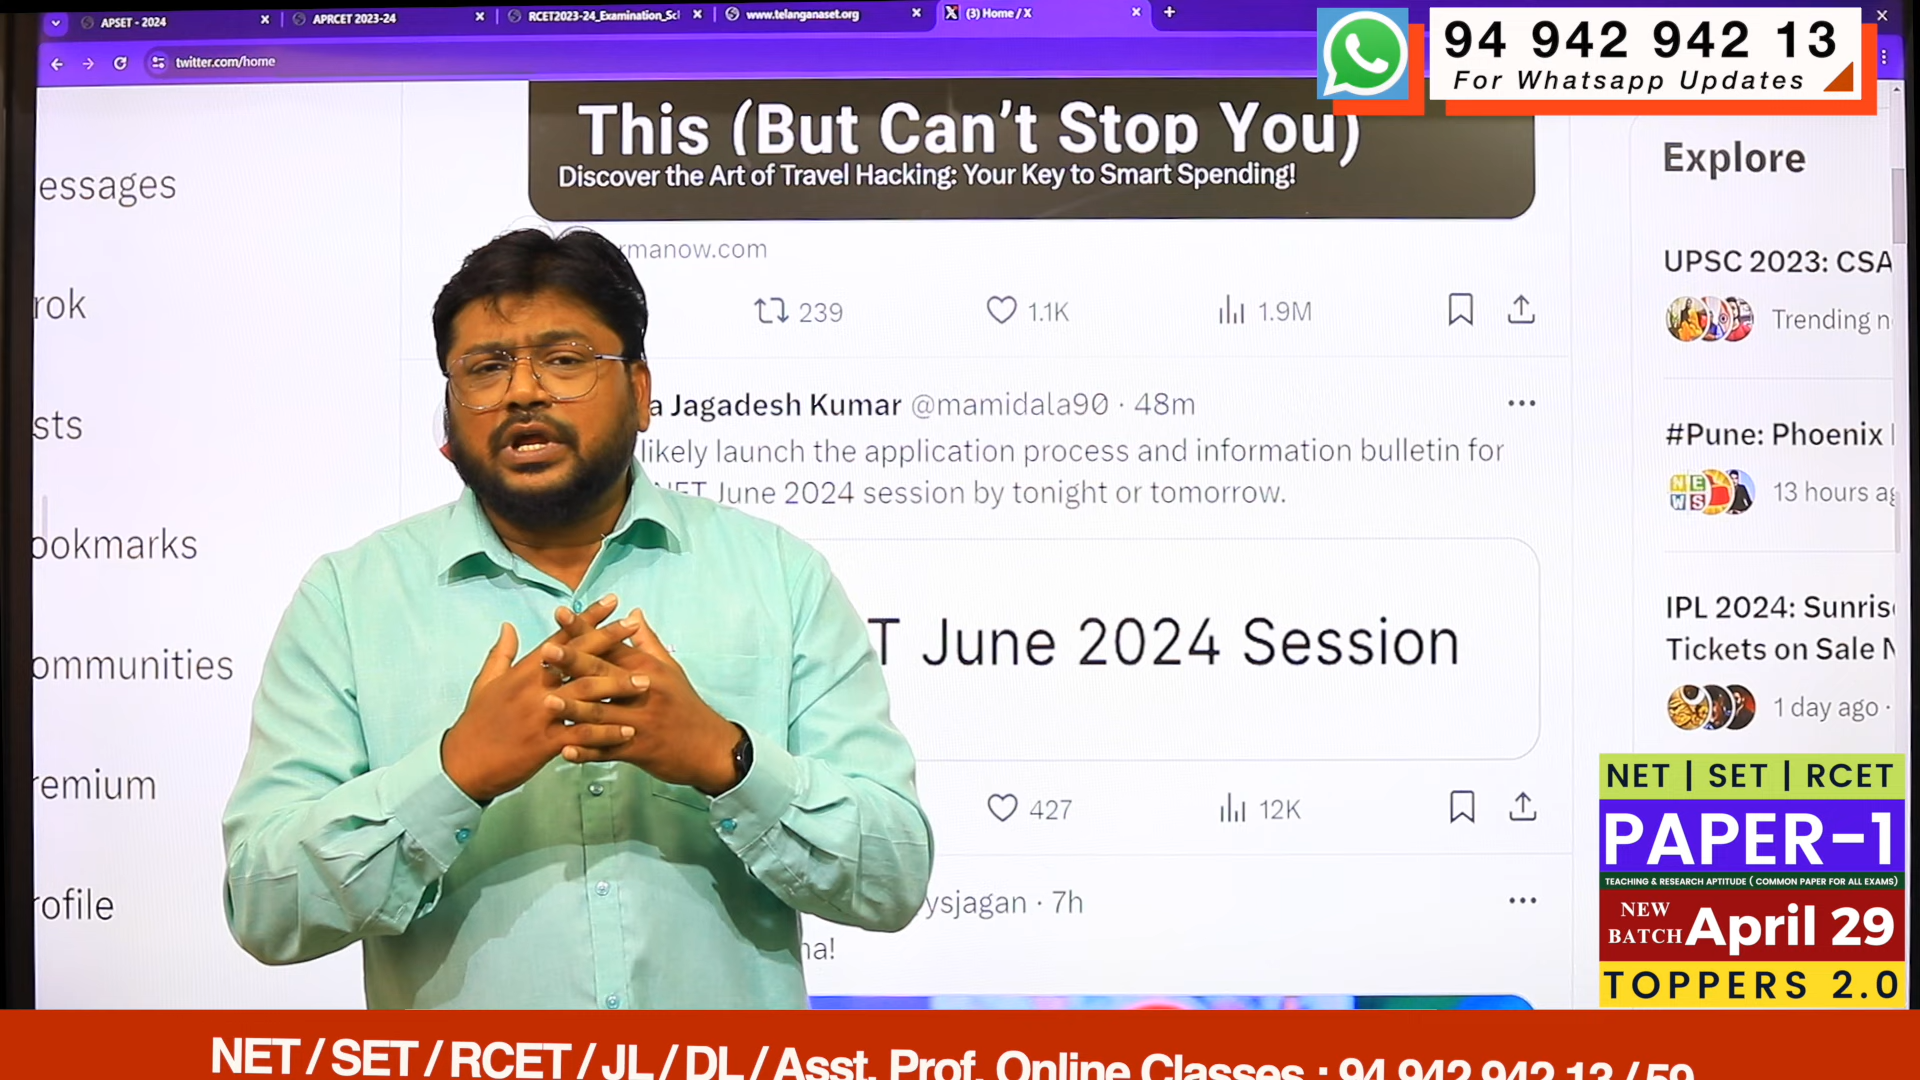 APSET - 2024
APRCET 2023-24
RCET2023-24_Examination_Scl
www.telanganaset.org
(3) Home / X
twitter.com/home
94 942 942 13
For Whatsapp Updates
This (But Can't Stop You)
Discover the Art of Travel Hacking: Your Key to Smart Spending!
rmanow.com
239
1.1K
1.9M
a Jagadesh Kumar @mamidala90 · 48m
likely launch the application process and information bulletin for
NET June 2024 session by tonight or tomorrow.
T June 2024 Session
427
12K
ysjagan · 7h
na!
essages
rok
sts
ookmarks
ommunities
remium
rofile
Explore
UPSC 2023: CSA
Trending n
#Pune: Phoenix
13 hours ag
NEWS
IPL 2024: Sunris
Tickets on Sale N
1 day ago ·
NET | SET | RCET
PAPER-1
TEACHING & RESEARCH APTITUDE ( COMMON PAPER FOR ALL EXAMS)
NEW
BATCH
April 29
TOPPERS 2.0
NET / SET / RCET / JL / DL / Asst. Prof. Online Classes : 94 942 942 13 / 59